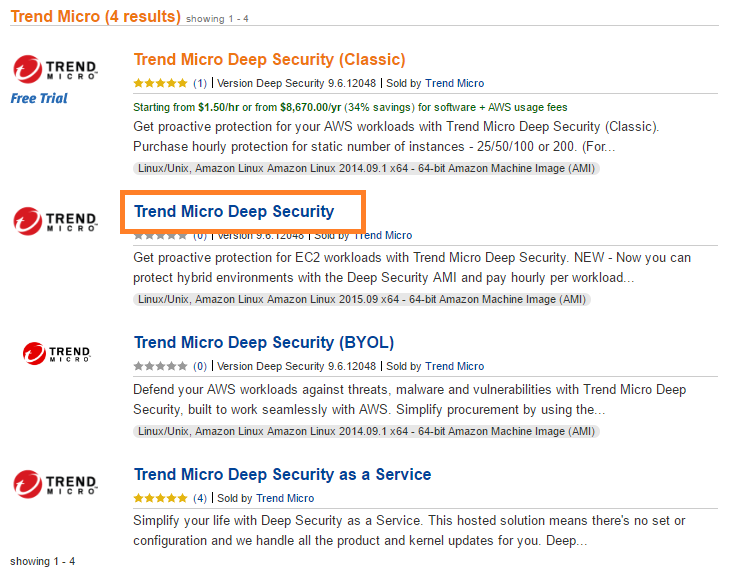 Trend Micro (4 results) showing 1 - 4
TREND
MICRO
Free Trial
Trend Micro Deep Security (Classic)
(1) | Version Deep Security 9.6.12048 | Sold by Trend Micro
Starting from $1.50/hr or from $8,670.00/yr (34% savings) for software + AWS usage fees
Get proactive protection for your AWS workloads with Trend Micro Deep Security (Classic).
Purchase hourly protection for static number of instances - 25/50/100 or 200. (For...
Linux/Unix, Amazon Linux Amazon Linux 2014.09.1 x64 - 64-bit Amazon Machine Image (AMI)
TREND
MICRO
Trend Micro Deep Security
(0) | Version 9.6.12048 | Sold by Trend Micro
Get proactive protection for EC2 workloads with Trend Micro Deep Security. NEW - Now you can
protect hybrid environments with the Deep Security AMI and pay hourly per workload...
Linux/Unix, Amazon Linux Amazon Linux 2015.09 x64 - 64-bit Amazon Machine Image (AMI)
TREND
MICRO
Trend Micro Deep Security (BYOL)
(0) | Version Deep Security 9.6.12048 | Sold by Trend Micro
Defend your AWS workloads against threats, malware and vulnerabilities with Trend Micro Deep
Security, built to work seamlessly with AWS. Simplify procurement by using the...
Linux/Unix, Amazon Linux Amazon Linux 2014.09.1 x64 - 64-bit Amazon Machine Image (AMI)
TREND
MICRO
Trend Micro Deep Security as a Service
(4) | Sold by Trend Micro
Simplify your life with Deep Security as a Service. This hosted solution means there's no set or
configuration and we handle all the product and kernel updates for you. Deep...
showing 1 - 4